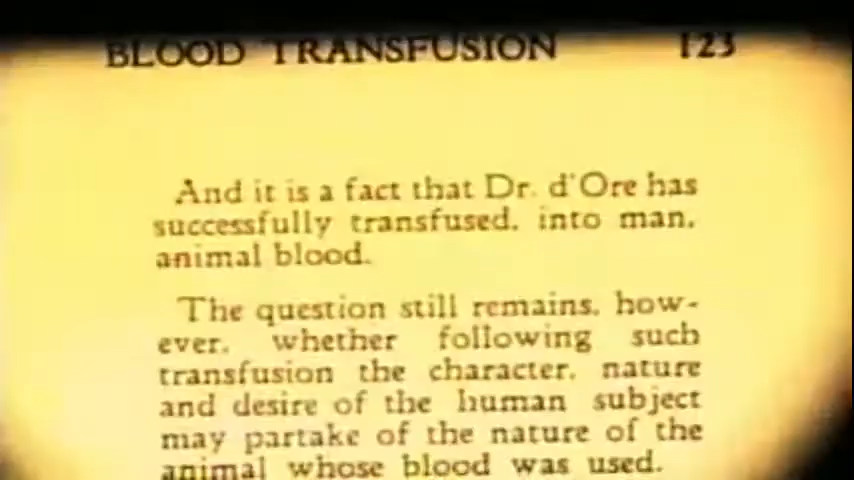 BLOOD TRANSFUSION 123
And it is a fact that Dr. d'Ore has
successfully transfused, into man,
animal blood.
The question still remains, how-
ever, whether following such
transfusion the character, nature
and desire of the human subject
may partake of the nature of the
animal whose blood was used.